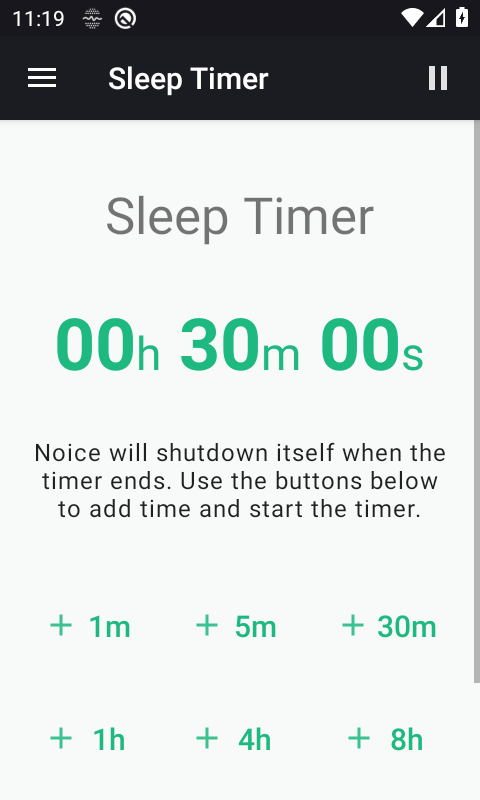 11:19
Sleep Timer
Sleep Timer
00h 30m 00s
Noice will shutdown itself when the
timer ends. Use the buttons below
to add time and start the timer.
+ 1m + 5m + 30m
+ 1h + 4h + 8h